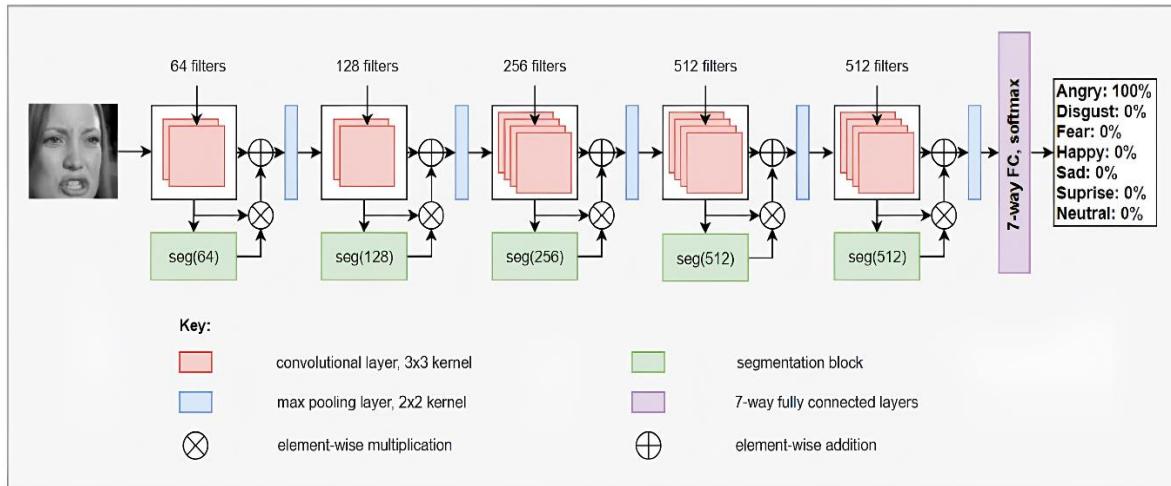 64 filters
128 filters
256 filters
512 filters
512 filters
seg(64)
seg(128)
seg(256)
seg(512)
seg(512)
7-way FC, softmax
Angry: 100%
Disgust: 0%
Fear: 0%
Happy: 0%
Sad: 0%
Suprise: 0%
Neutral: 0%
Key:
convolutional layer, 3x3 kernel
segmentation block
max pooling layer, 2x2 kernel
7-way fully connected layers
element-wise multiplication
element-wise addition